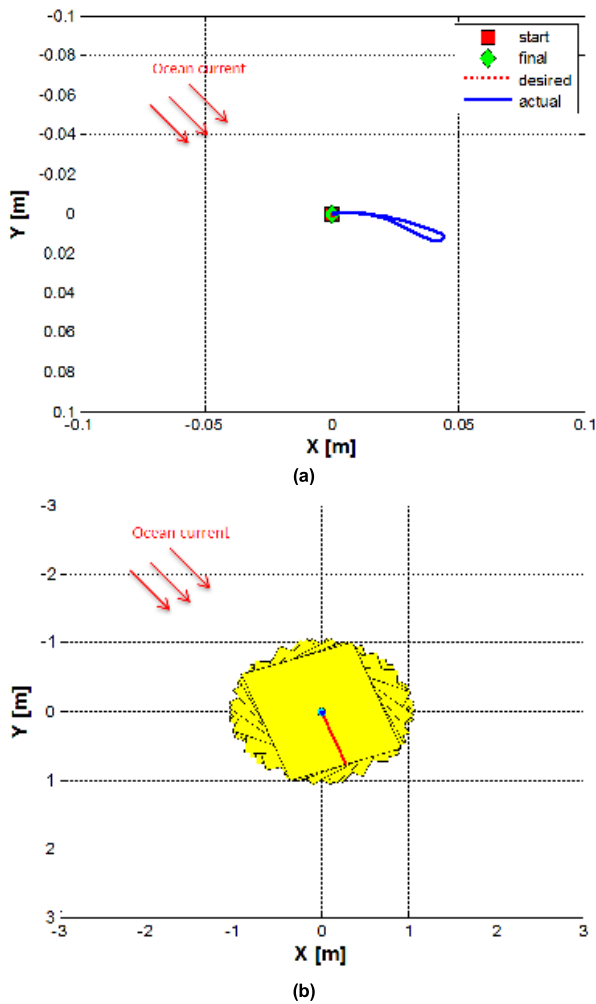 -0.1
-0.08
-0.06
-0.04
-0.02
0
0.02
0.04
0.06
0.08
0.1
Y [m]
Ocean current
start
final
desired
actual
-0.1
-0.05
0
0.05
0.1
X [m]
(a)
-3
-2
-1
0
1
2
3
Y [m]
Ocean current
-3
-2
-1
0
1
2
3
X [m]
(b)